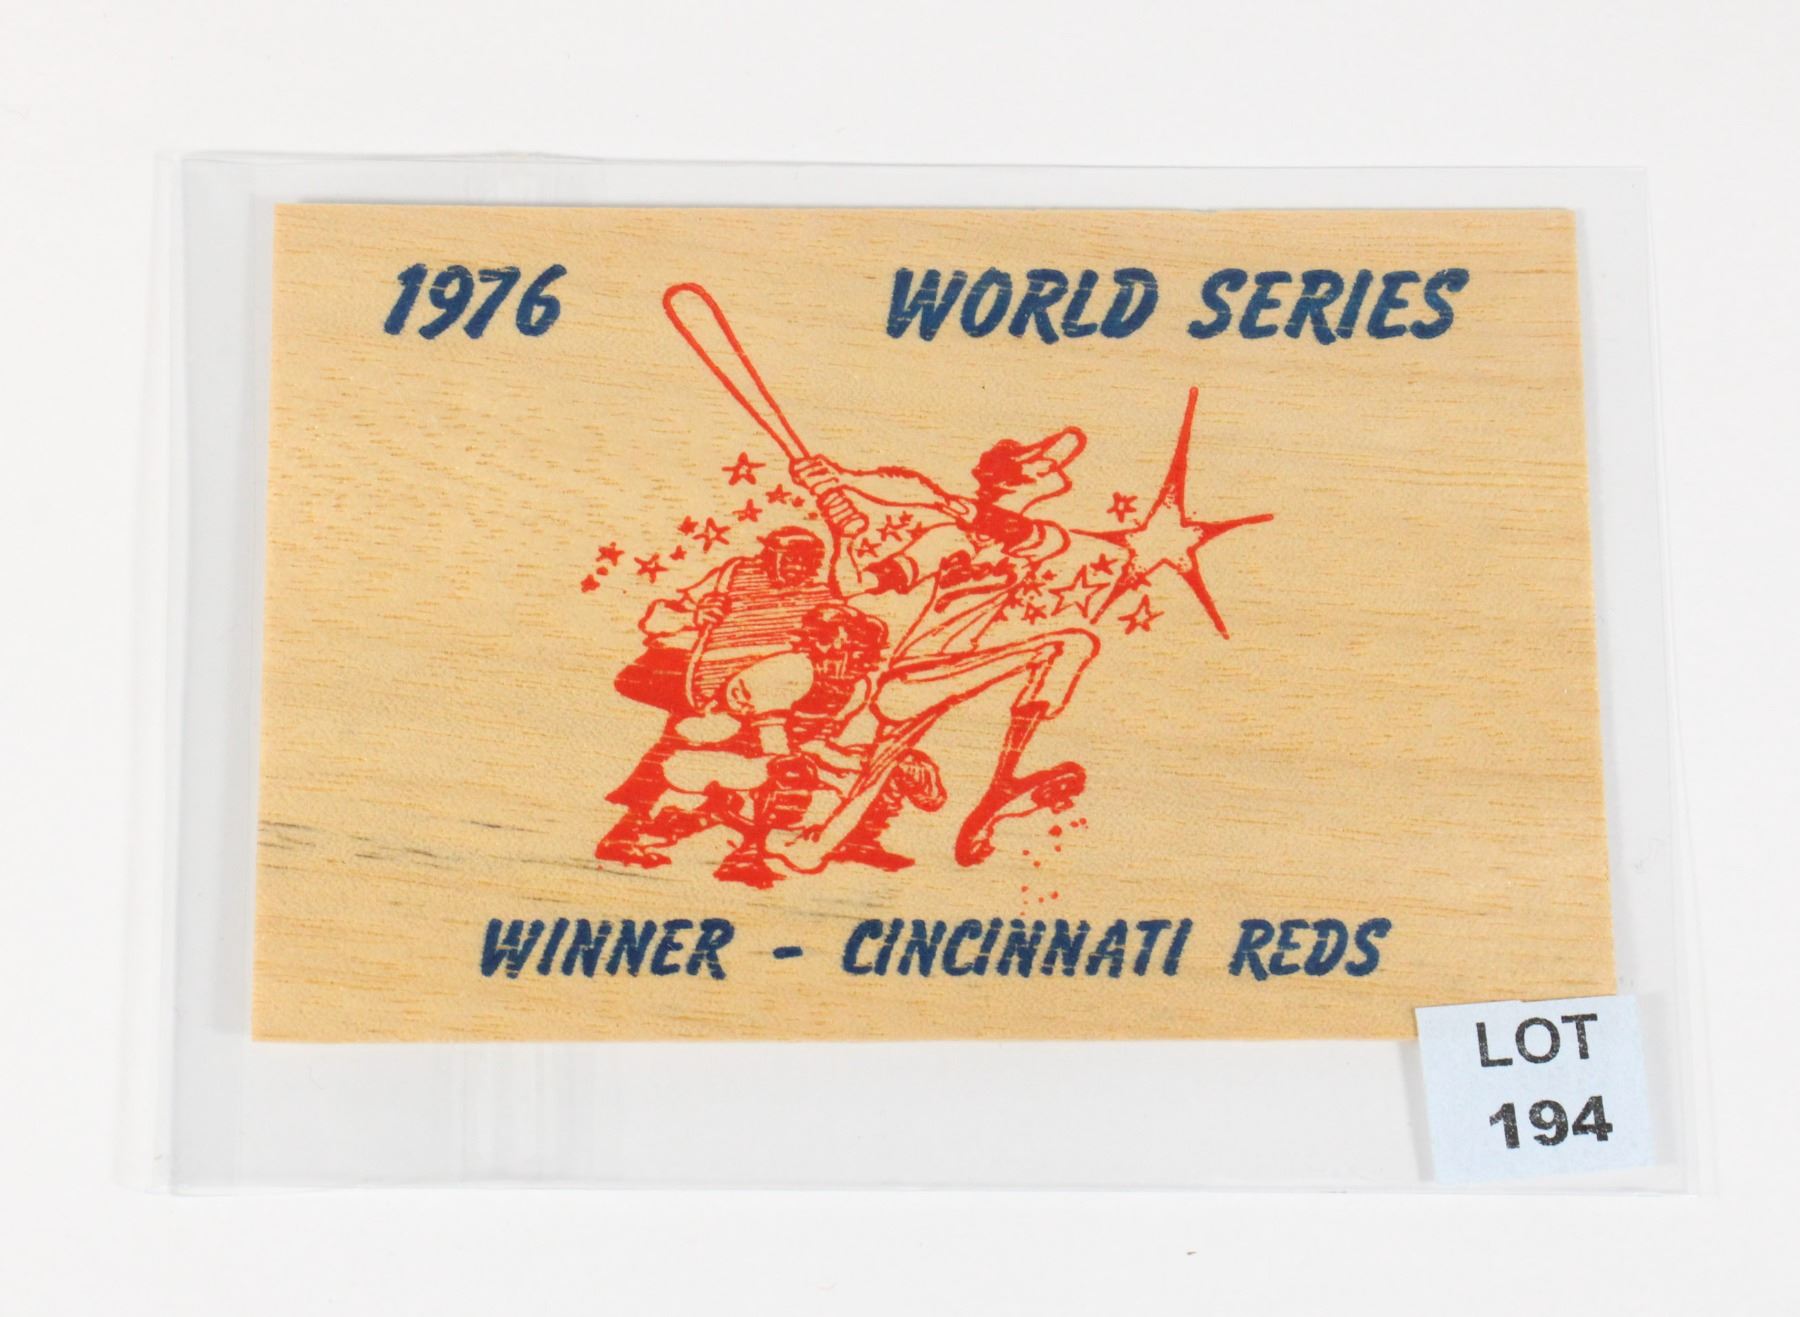 1976 WORLD SERIES
WINNER - CINCINNATI REDS
LOT
194